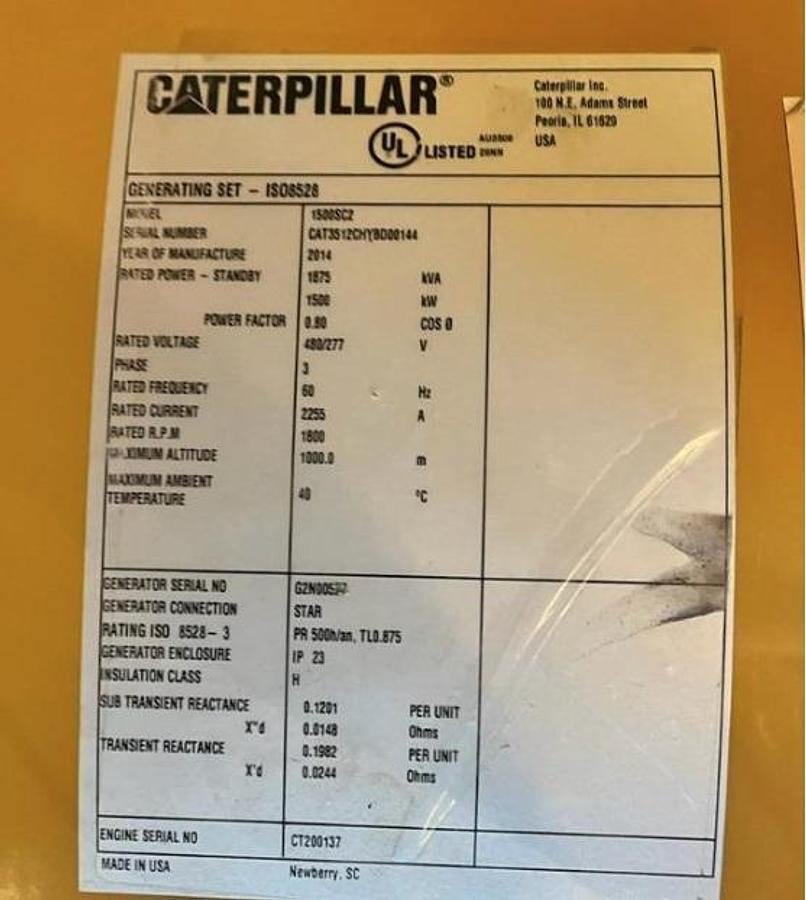 CATERPILLAR®
Caterpillar Inc.
100 N.E. Adams Street
Peoria, IL 61629
USA
UL LISTED
GENERATING SET – ISO8528
MODEL 1500SC2
SERIAL NUMBER CAT3512CHYBD00144
YEAR OF MANUFACTURE 2014
RATED POWER – STANDBY 1875 kVA
1500 kW
POWER FACTOR 0.80 COS Ø
RATED VOLTAGE 480/277 V
PHASE 3
RATED FREQUENCY 60 Hz
RATED CURRENT 2255 A
RATED R.P.M 1800
MAXIMUM ALTITUDE 1000.0 m
MAXIMUM AMBIENT
TEMPERATURE 40 °C
GENERATOR SERIAL NO
GENERATOR CONNECTION STAR
RATING ISO 8528– 3 PR 500h/an, TL0.875
GENERATOR ENCLOSURE IP 23
INSULATION CLASS H
SUB TRANSIENT REACTANCE 0.1201 PER UNIT
X"d 0.0148 Ohms
TRANSIENT REACTANCE 0.1982 PER UNIT
X'd 0.0244 Ohms
ENGINE SERIAL NO CT200137
MADE IN USA Newberry, SC